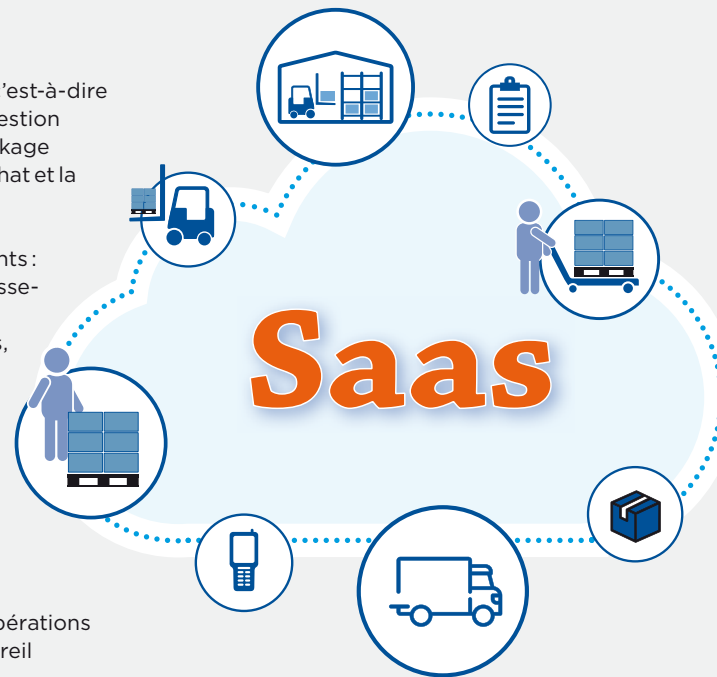 'est-à-dire
estion
kage
hat et la
nts :
sse-
s,
Saas
pérations
reil